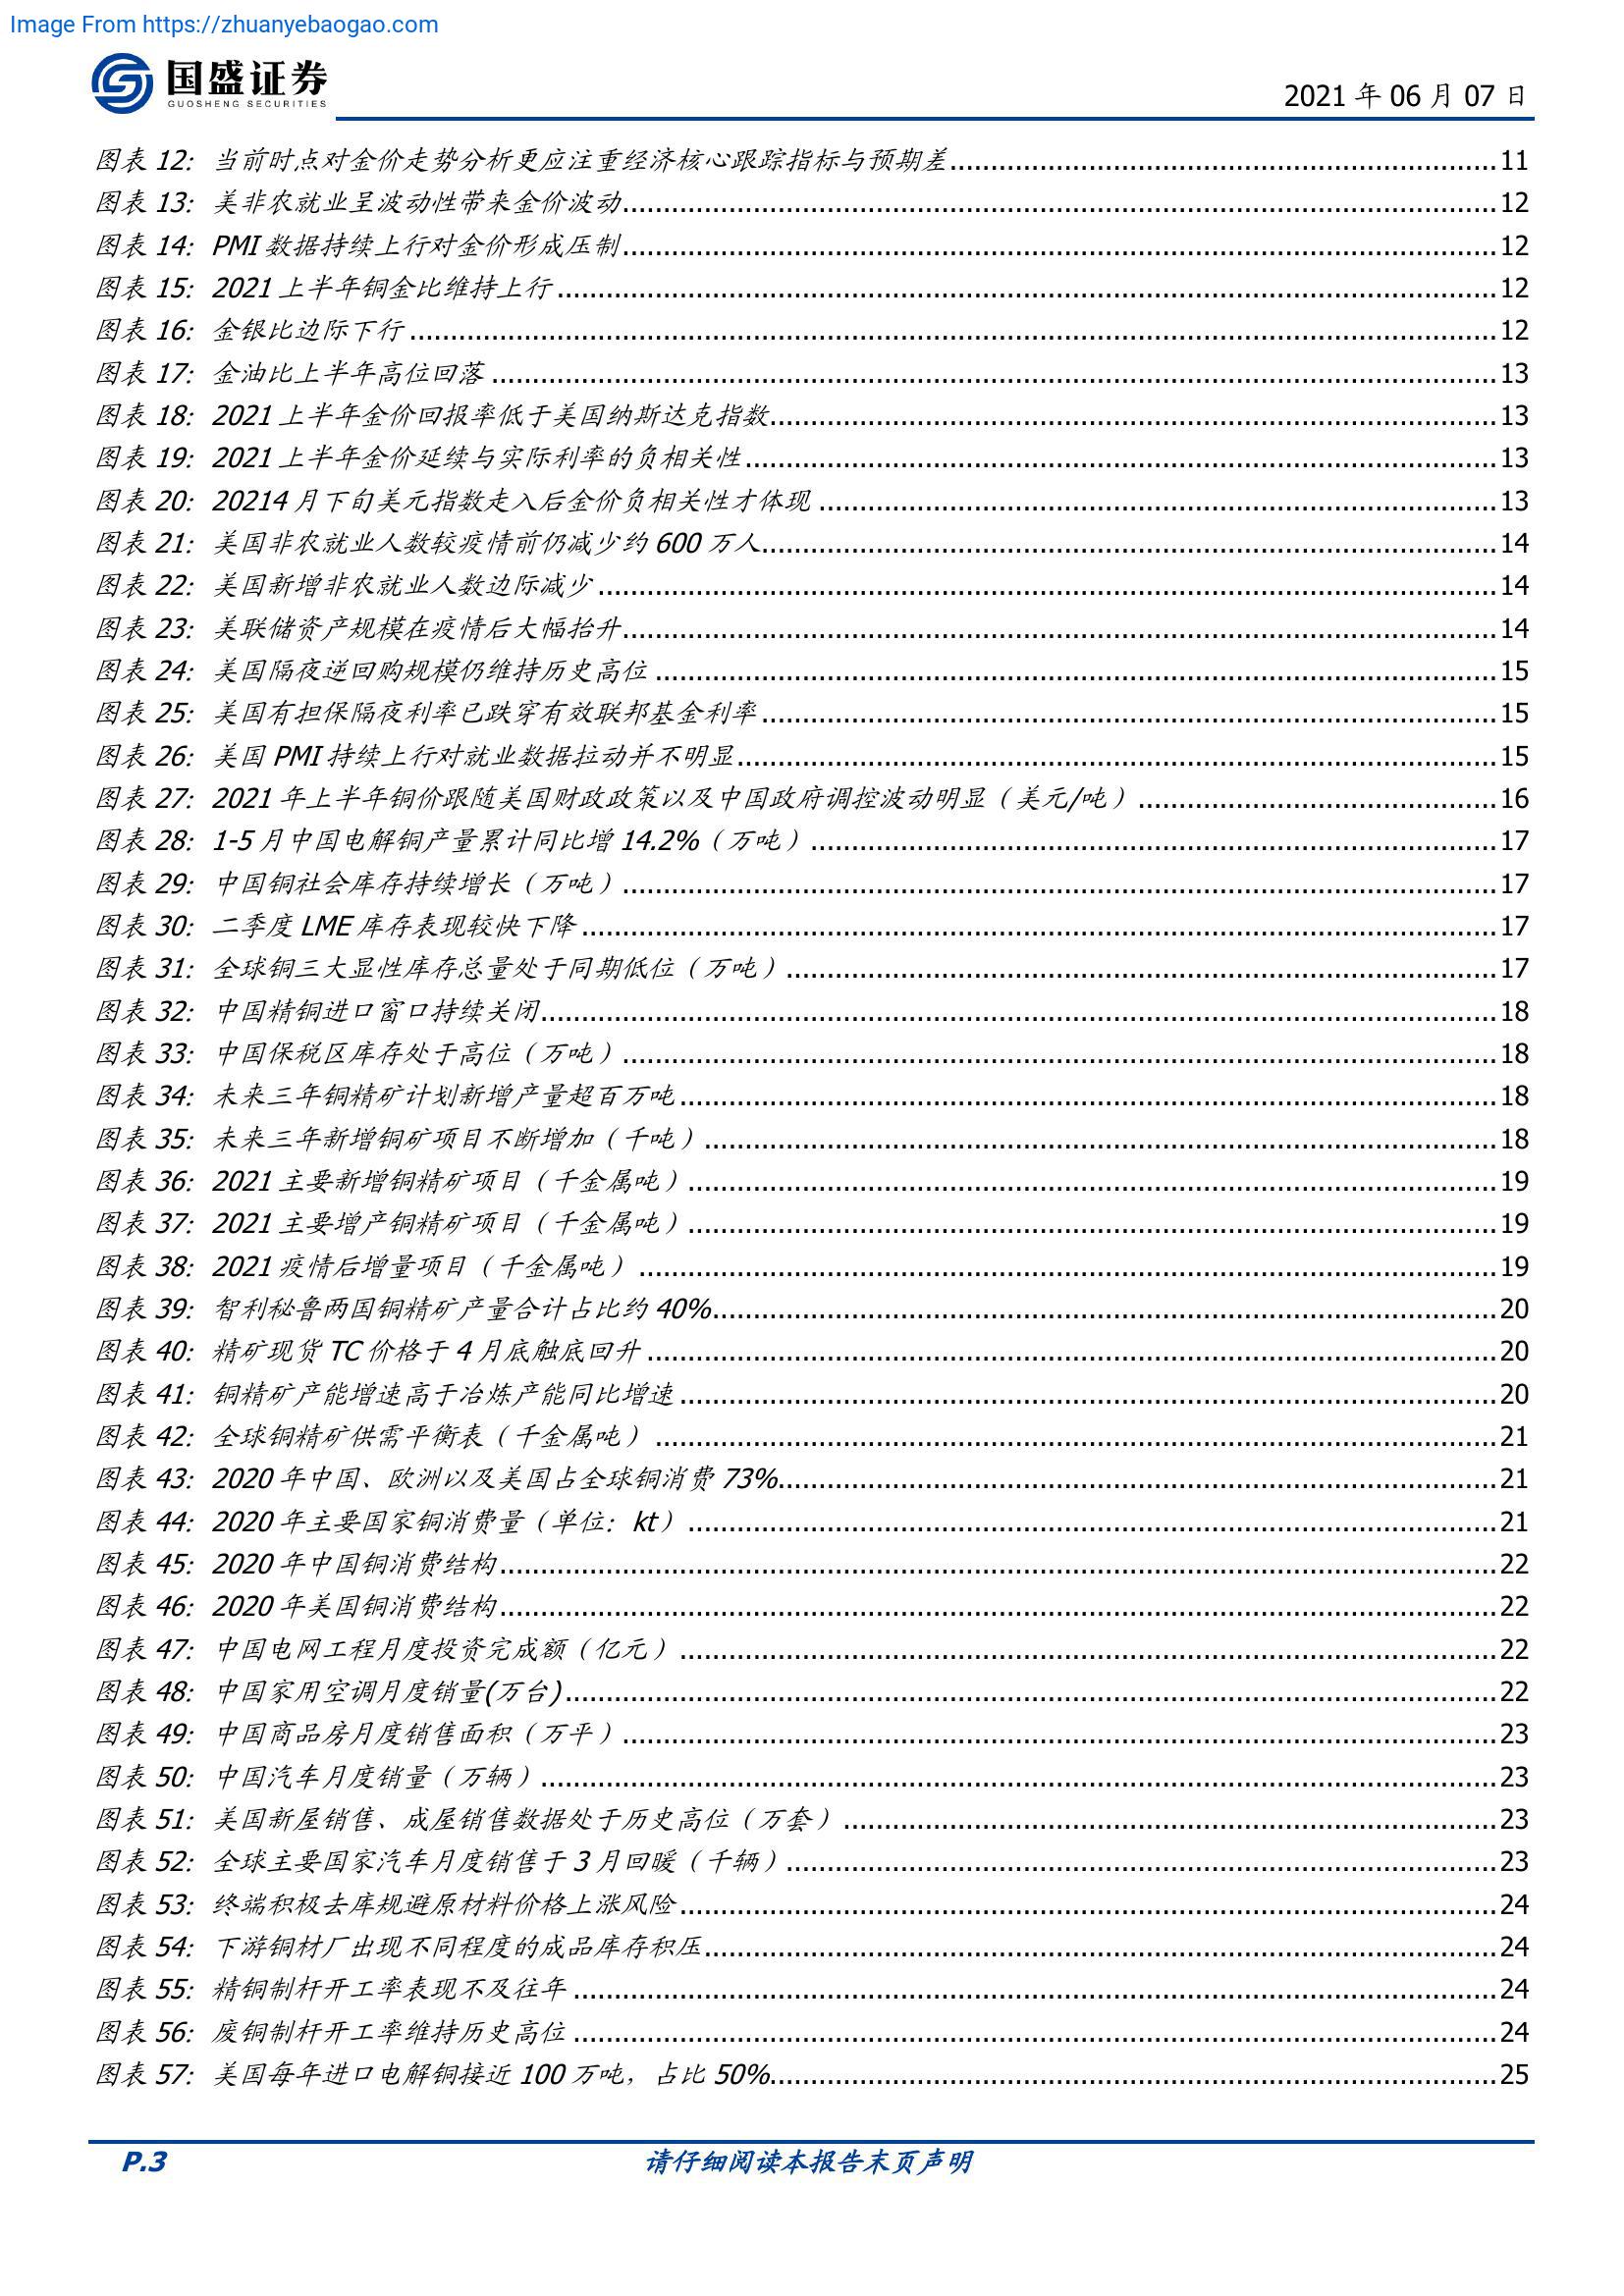 Image From https://zhuanyebaogao.com
国盛证券
GUOSHENG SECURITIES
2021 年 06 月 07 日
图表 12: 当前时点对金价走势分析更应注重经济核心跟踪指标与预期差 11
图表 13: 美非农就业呈波动性带来金价波动 12
图表 14: PMI 数据持续上行对金价形成压制 12
图表 15: 2021 上半年铜金比维持上行 12
图表 16: 金银比边际下行 12
图表 17: 金油比上半年高位回落 13
图表 18: 2021 上半年金价回报率低于美国纳斯达克指数 13
图表 19: 2021 上半年金价延续与实际利率的负相关性 13
图表 20: 20214 月下旬美元指数走入后金价负相关性才体现 13
图表 21: 美国非农就业人数较疫情前仍减少约 600 万人 14
图表 22: 美国新增非农就业人数边际减少 14
图表 23: 美联储资产规模在疫情后大幅抬升 14
图表 24: 美国隔夜逆回购规模仍维持历史高位 15
图表 25: 美国有担保隔夜利率已跌穿有效联邦基金利率 15
图表 26: 美国 PMI 持续上行对就业数据拉动并不明显 15
图表 27: 2021 年上半年铜价跟随美国财政政策以及中国政府调控波动明显（美元/吨） 16
图表 28: 1-5 月中国电解铜产量累计同比增 14.2%（万吨） 17
图表 29: 中国铜社会库存持续增长（万吨） 17
图表 30: 二季度 LME 库存表现较快下降 17
图表 31: 全球铜三大显性库存总量处于同期低位（万吨） 17
图表 32: 中国精铜进口窗口持续关闭 18
图表 33: 中国保税区库存处于高位（万吨） 18
图表 34: 未来三年铜精矿计划新增产量超百万吨 18
图表 35: 未来三年新增铜矿项目不断增加（千吨） 18
图表 36: 2021 主要新增铜精矿项目（千金属吨） 19
图表 37: 2021 主要增产铜精矿项目（千金属吨） 19
图表 38: 2021 疫情后增量项目（千金属吨） 19
图表 39: 智利秘鲁两国铜精矿产量合计占比约 40% 20
图表 40: 精矿现货 TC 价格于 4 月底触底回升 20
图表 41: 铜精矿产能增速高于冶炼产能同比增速 20
图表 42: 全球铜精矿供需平衡表（千金属吨） 21
图表 43: 2020 年中国、欧洲以及美国占全球铜消费 73% 21
图表 44: 2020 年主要国家铜消费量（单位: kt） 21
图表 45: 2020 年中国铜消费结构 22
图表 46: 2020 年美国铜消费结构 22
图表 47: 中国电网工程月度投资完成额（亿元） 22
图表 48: 中国家用空调月度销量(万台) 22
图表 49: 中国商品房月度销售面积（万平） 23
图表 50: 中国汽车月度销量（万辆） 23
图表 51: 美国新屋销售、成屋销售数据处于历史高位（万套） 23
图表 52: 全球主要国家汽车月度销售于 3 月回暖（千辆） 23
图表 53: 终端积极去库规避原材料价格上涨风险 24
图表 54: 下游铜材厂出现不同程度的成品库存积压 24
图表 55: 精铜制杆开工率表现不及往年 24
图表 56: 废铜制杆开工率维持历史高位 24
图表 57: 美国每年进口电解铜接近 100 万吨，占比 50% 25
P.3
请仔细阅读本报告末页声明